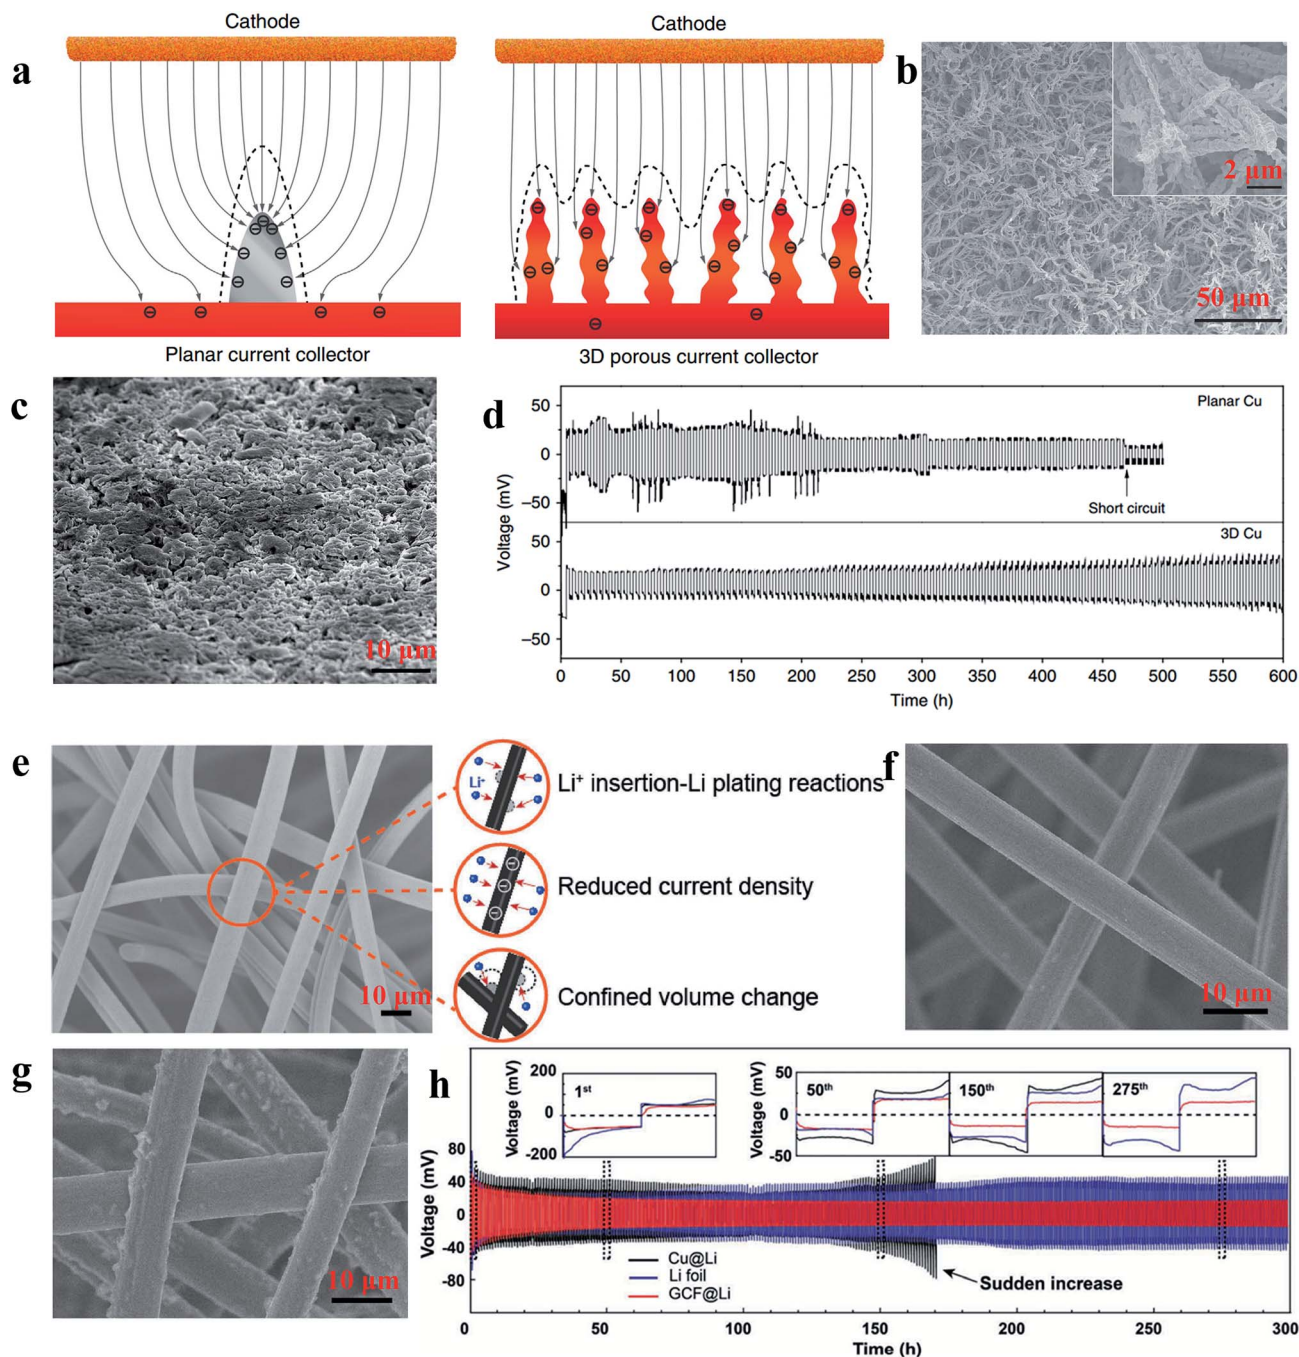 a
Cathode
Planar current collector
Cathode
3D porous current collector
b
2 μm
50 μm
c
10 μm
d
Voltage (mV)
50
0
−50
50
0
−50
Planar Cu
Short circuit
3D Cu
0 50 100 150 200 250 300 350 400 450 500 550 600
Time (h)
e
10 μm
Li⁺
Li⁺ insertion-Li plating reactions
Reduced current density
Confined volume change
f
10 μm
g
10 μm
h
Voltage (mV)
200
0
-200
1st
Voltage (mV)
50
0
-50
50th
150th
275th
Voltage (mV)
80
40
0
-40
-80
Cu@Li
Li foil
GCF@Li
Sudden increase
0 50 100 150 200 250 300
Time (h)